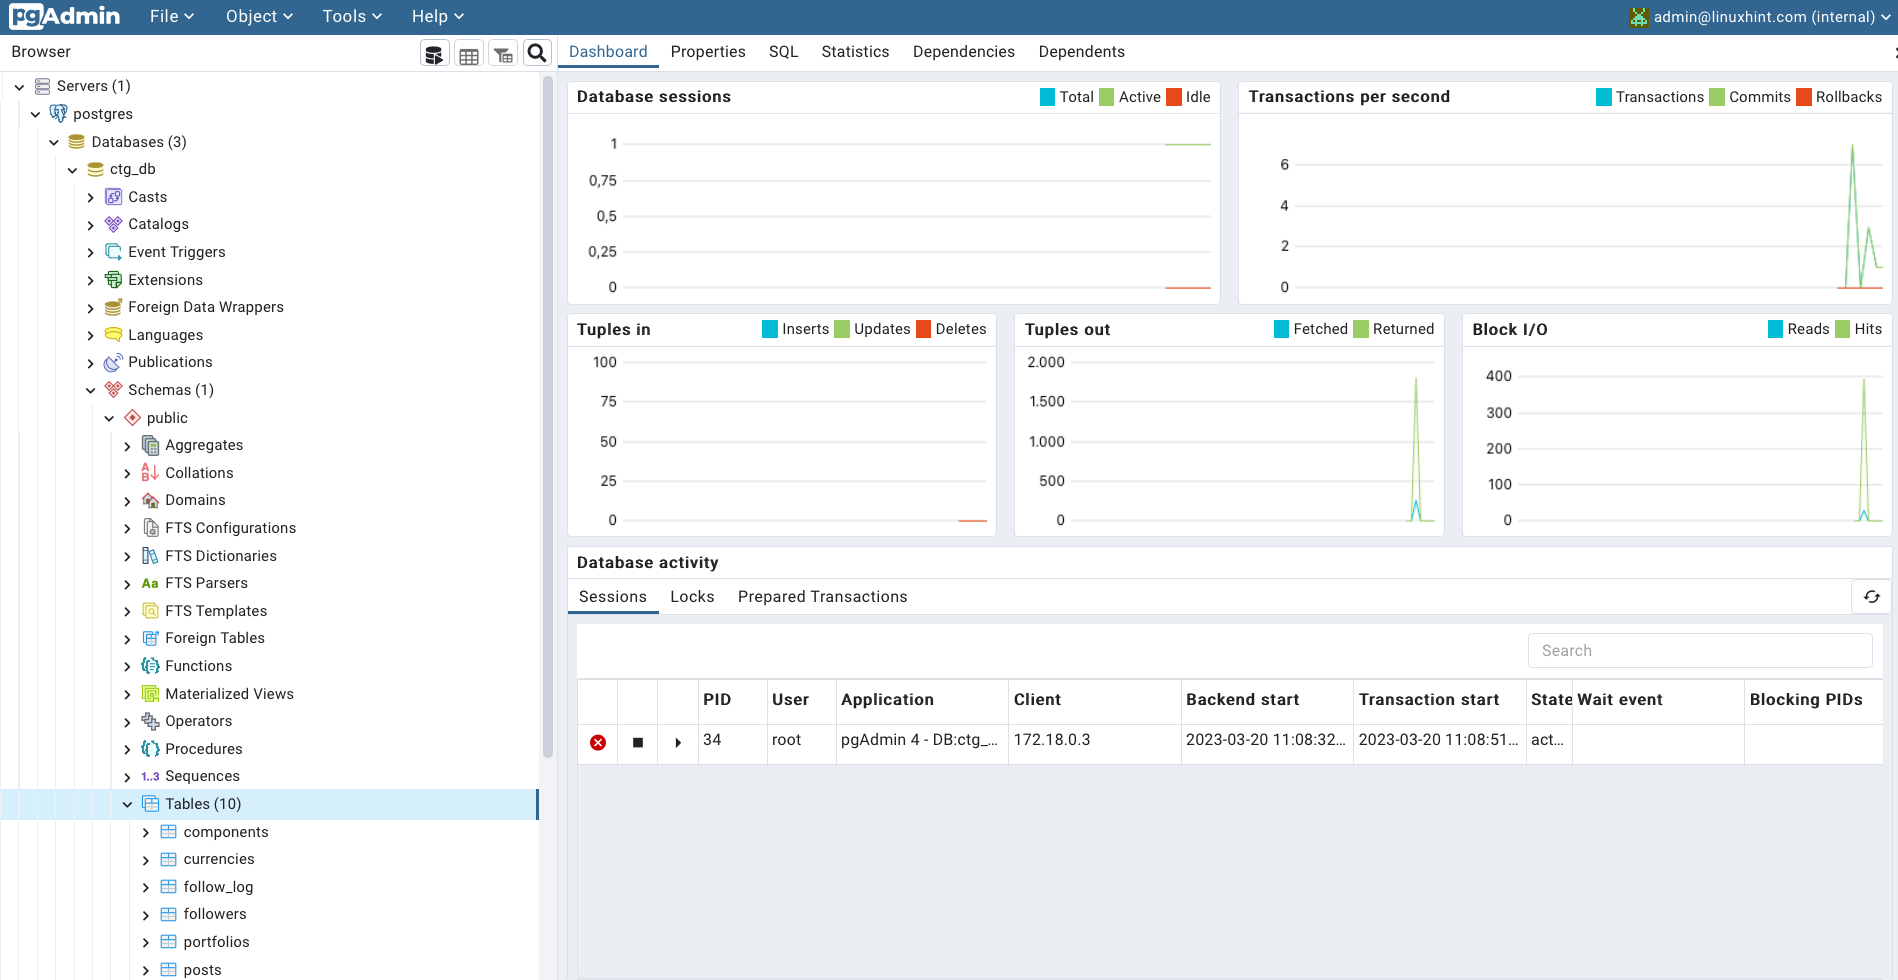 pgAdmin File Object Tools Help admin@linuxhint.com (internal)
Browser
Dashboard Properties SQL Statistics Dependencies Dependents
Servers (1)
postgres
Databases (3)
ctg_db
Casts
Catalogs
Event Triggers
Extensions
Foreign Data Wrappers
Languages
Publications
Schemas (1)
public
Aggregates
Collations
Domains
FTS Configurations
FTS Dictionaries
Aa FTS Parsers
FTS Templates
Foreign Tables
Functions
Materialized Views
Operators
Procedures
1..3 Sequences
Tables (10)
components
currencies
follow_log
followers
portfolios
posts
Database sessions Total Active Idle
1
0,75
0,5
0,25
0
Transactions per second Transactions Commits Rollbacks
6
4
2
0
Tuples in Inserts Updates Deletes
100
75
50
25
0
Tuples out Fetched Returned
2.000
1.500
1.000
500
0
Block I/O Reads Hits
400
300
200
100
0
Database activity
Sessions Locks Prepared Transactions
Search
PID User Application Client Backend start Transaction start State Wait event Blocking PIDs
34 root pgAdmin 4 - DB:ctg_... 172.18.0.3 2023-03-20 11:08:32... 2023-03-20 11:08:51... act...